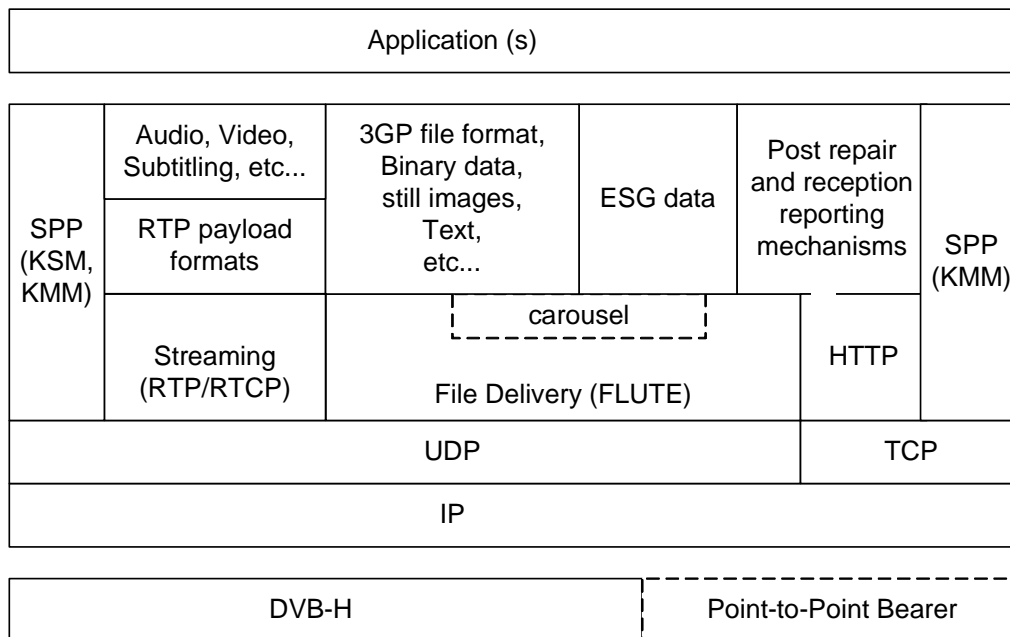 Application (s)
SPP
(KSM,
KMM)
Audio, Video,
Subtitling, etc...
RTP payload
formats
Streaming
(RTP/RTCP)
3GP file format,
Binary data,
still images,
Text,
etc...
ESG data
carousel
File Delivery (FLUTE)
Post repair
and reception
reporting
mechanisms
HTTP
SPP
(KMM)
UDP
TCP
IP
DVB-H
Point-to-Point Bearer